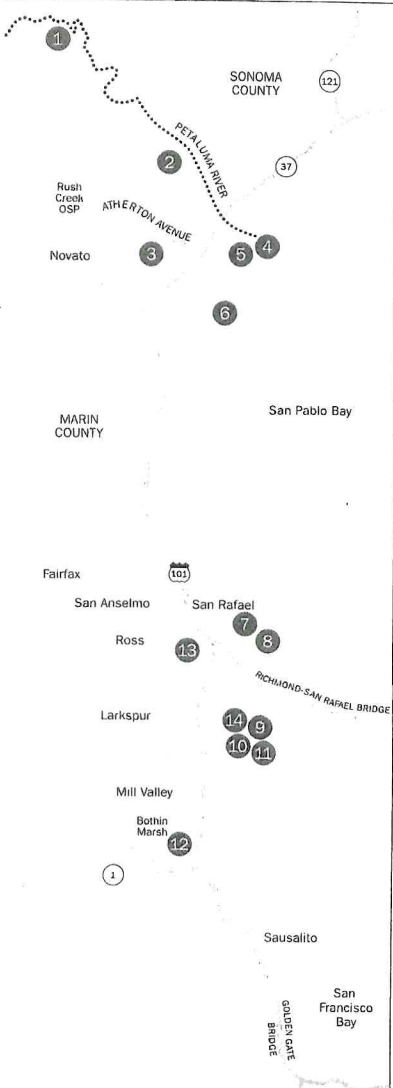 1
SONOMA
COUNTY
121
PETALUMA RIVER
2
37
Rush
Creek
OSP
ATHERTON AVENUE
Novato
3
5
4
6
San Pablo Bay
MARIN
COUNTY
Fairfax
101
San Anselmo
San Rafael
7
8
Ross
13
RICHMOND-SAN RAFAEL BRIDGE
Larkspur
14
9
10
11
Mill Valley
Bothin
Marsh
12
1
Sausalito
San
Francisco
Bay
GOLDEN GATE
BRIDGE